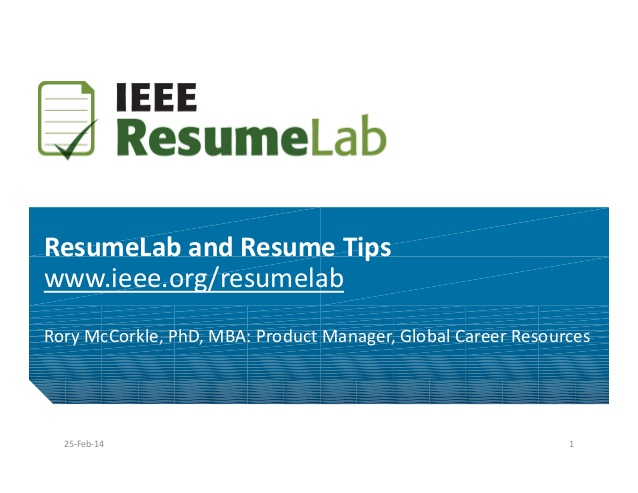 IEEE
ResumeLab
ResumeLab and Resume Tips
www.ieee.org/resumelab
Rory McCorkle, PhD, MBA: Product Manager, Global Career Resources
25-Feb-14 1